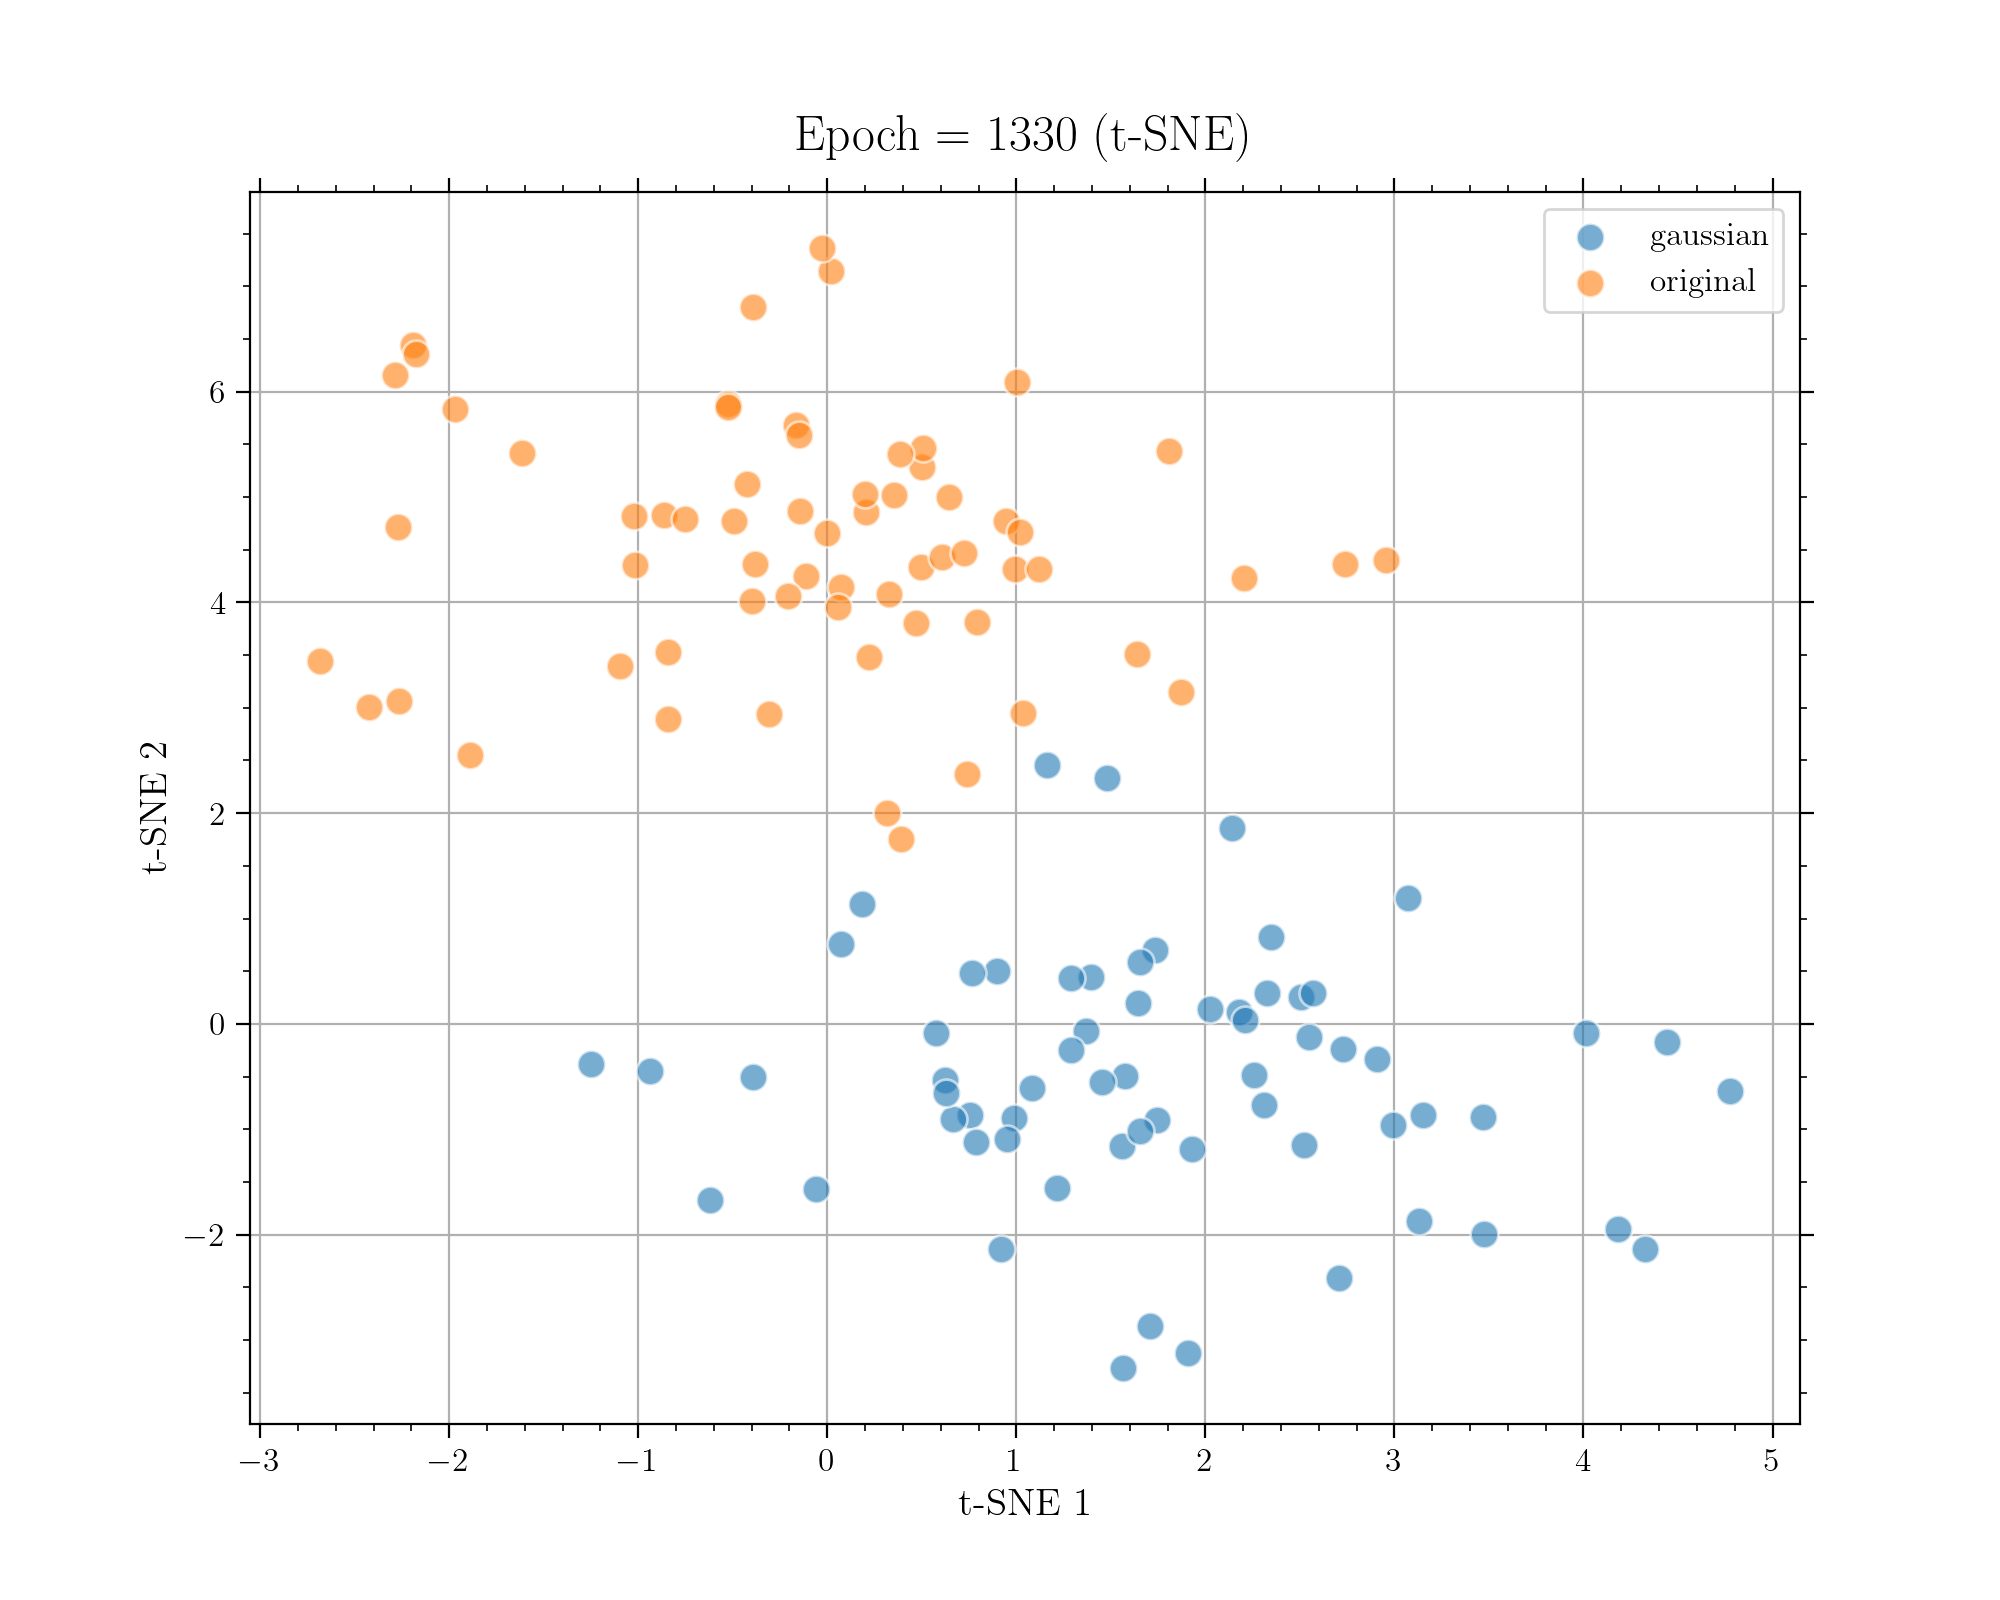 Epoch = 1330 (t-SNE)
gaussian
original
6
4
2
0
−2
t-SNE 2
−3 −2 −1 0 1 2 3 4 5
t-SNE 1